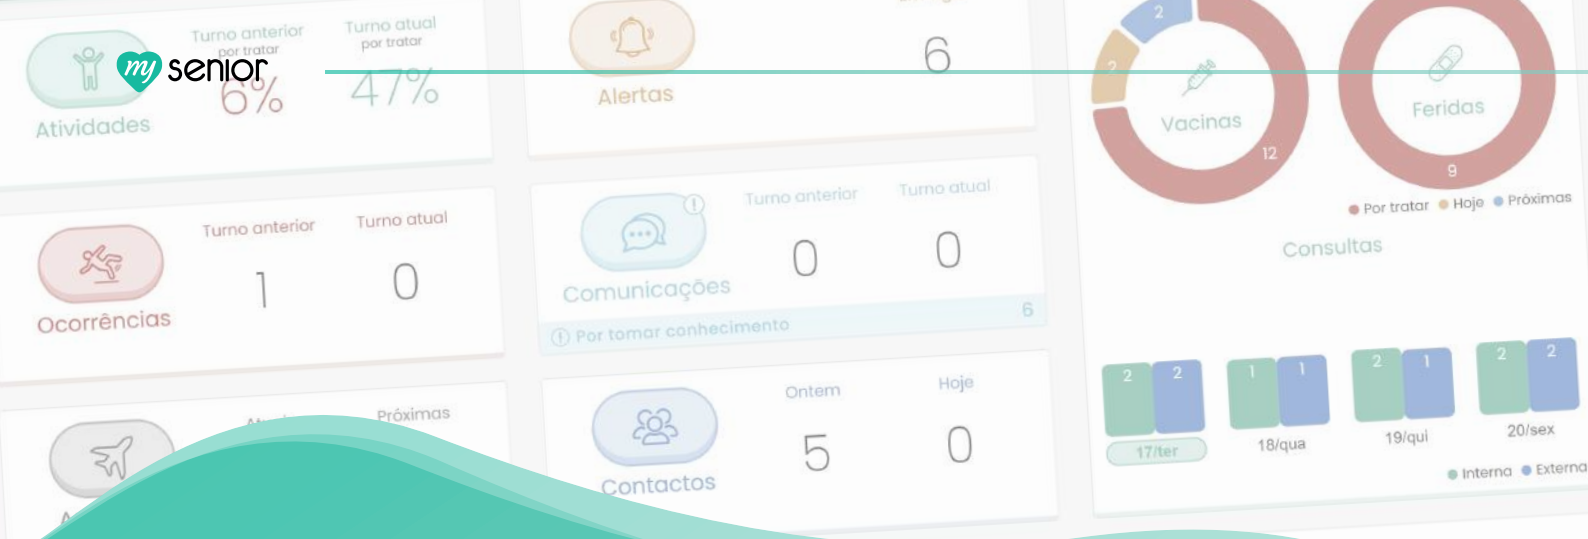 my senior
Turno anterior
por tratar
6%
Turno atual
por tratar
47%
Atividades
6
Alertas
Turno anterior
1
Turno atual
0
Ocorrências
Turno anterior
0
Turno atual
0
Comunicações
Por tomar conhecimento 6
Próximas
Ontem
5
Hoje
0
Contactos
2
2
12
Vacinas
Feridas
9
Por tratar Hoje Próximas
Consultas
2 2 1 1 2 1 2 2
17/ter 18/qua 19/qui 20/sex
Interna Externa